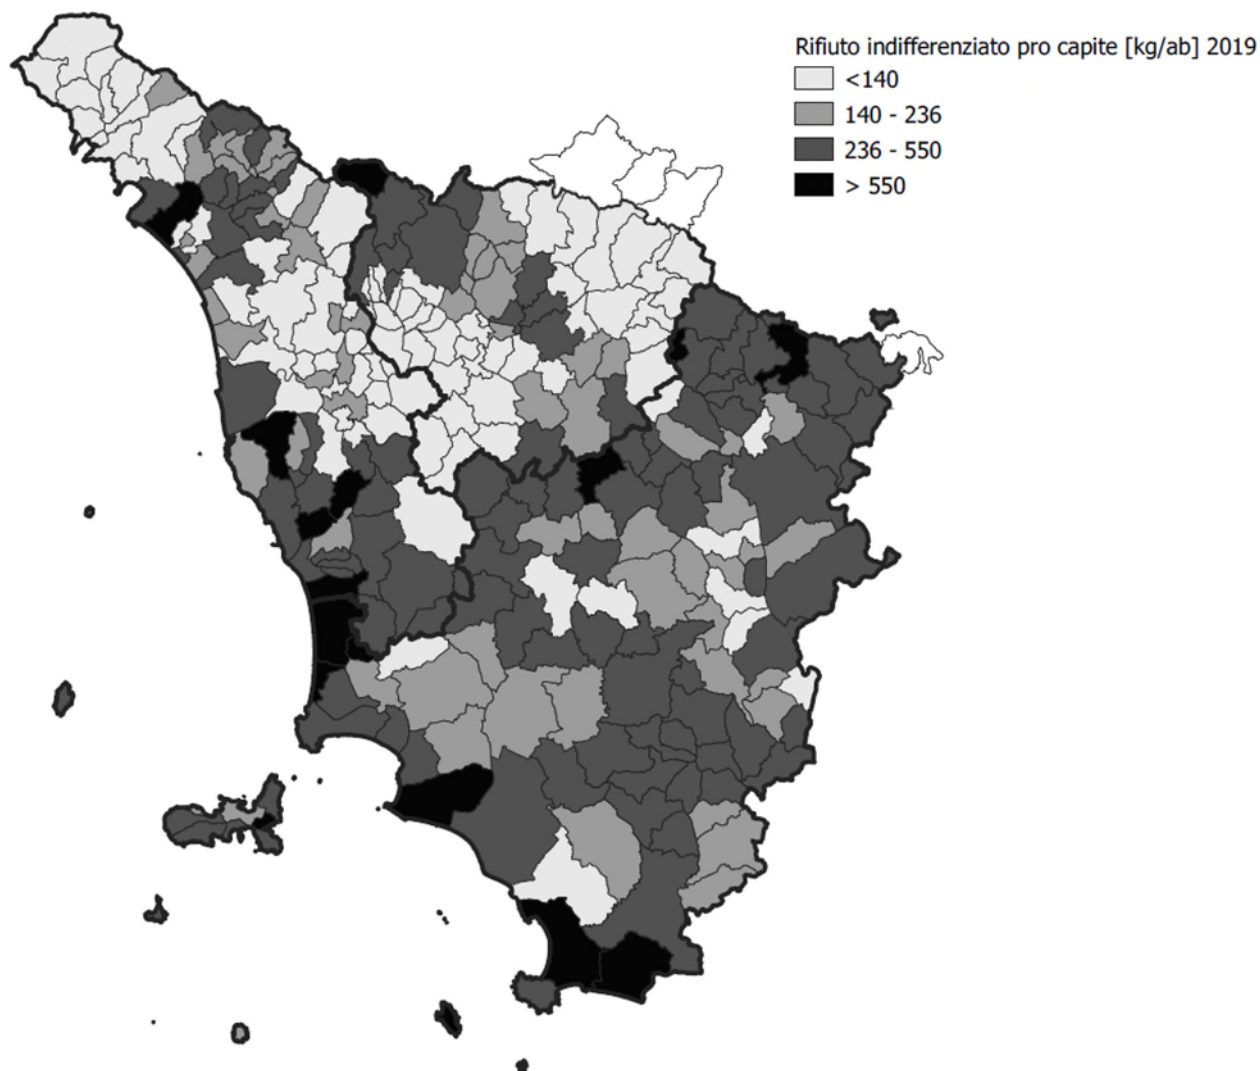 Rifiuto indifferenziato pro capite [kg/ab] 2019
<140
140 - 236
236 - 550
> 550